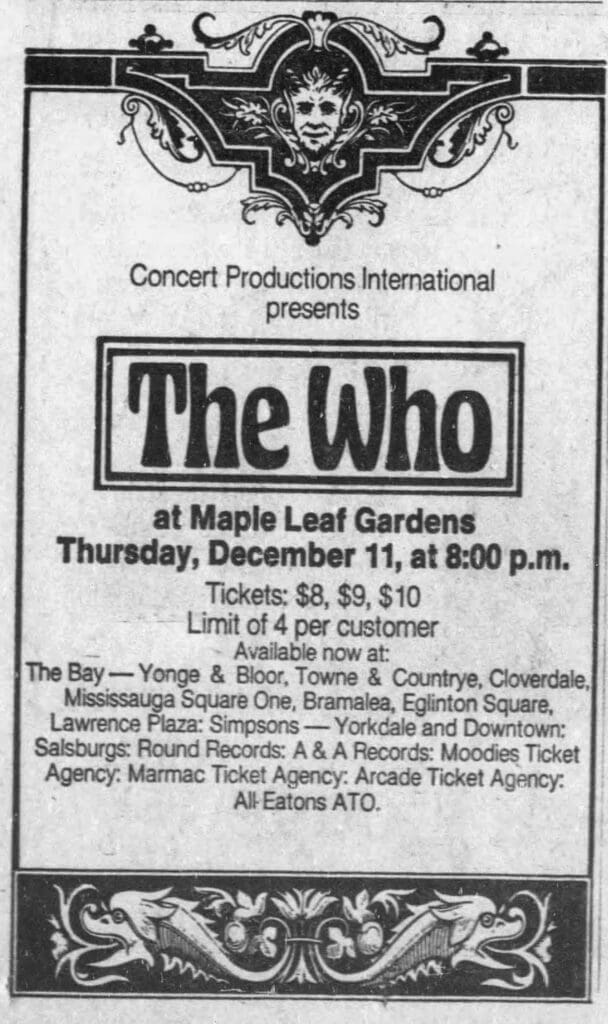 Concert Productions International
presents
The Who
at Maple Leaf Gardens
Thursday, December 11, at 8:00 p.m.
Tickets: $8, $9, $10
Limit of 4 per customer
Available now at:
The Bay — Yonge & Bloor, Towne & Countrye, Cloverdale,
Mississauga Square One, Bramalea, Eglinton Square,
Lawrence Plaza: Simpsons — Yorkdale and Downtown:
Salsburgs: Round Records: A & A Records: Moodies Ticket
Agency: Marmac Ticket Agency: Arcade Ticket Agency:
All Eatons ATO.